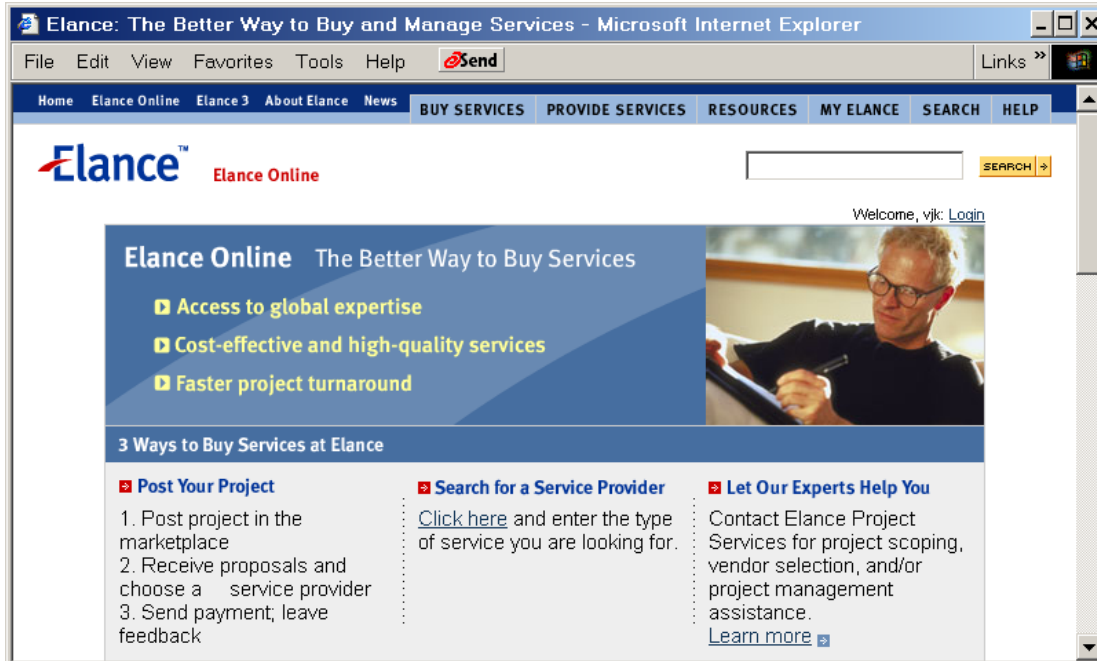 Elance: The Better Way to Buy and Manage Services - Microsoft Internet Explorer
File Edit View Favorites Tools Help Send Links »
Home Elance Online Elance 3 About Elance News BUY SERVICES PROVIDE SERVICES RESOURCES MY ELANCE SEARCH HELP
Elance™ Elance Online SEARCH
Welcome, vjk: Login
Elance Online The Better Way to Buy Services
Access to global expertise
Cost-effective and high-quality services
Faster project turnaround
3 Ways to Buy Services at Elance
Post Your Project
1. Post project in the
marketplace
2. Receive proposals and
choose a service provider
3. Send payment; leave
feedback
Search for a Service Provider
Click here and enter the type
of service you are looking for.
Let Our Experts Help You
Contact Elance Project
Services for project scoping,
vendor selection, and/or
project management
assistance.
Learn more